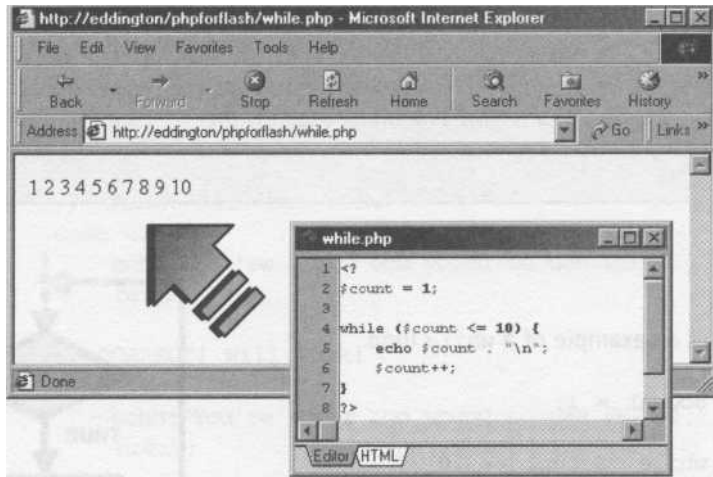 http://eddington/phpforflash/while.php - Microsoft Internet Explorer
File Edit View Favorites Tools Help
Back Forward Stop Refresh Home Search Favorites History »
Address http://eddington/phpforflash/while.php Go Links »
1 2 3 4 5 6 7 8 9 10
while.php
1 <?
2 $count = 1;
3
4 while ($count <= 10) {
5 echo $count . "\n";
6 $count++;
7 }
8 ?>
Editor HTML
Done